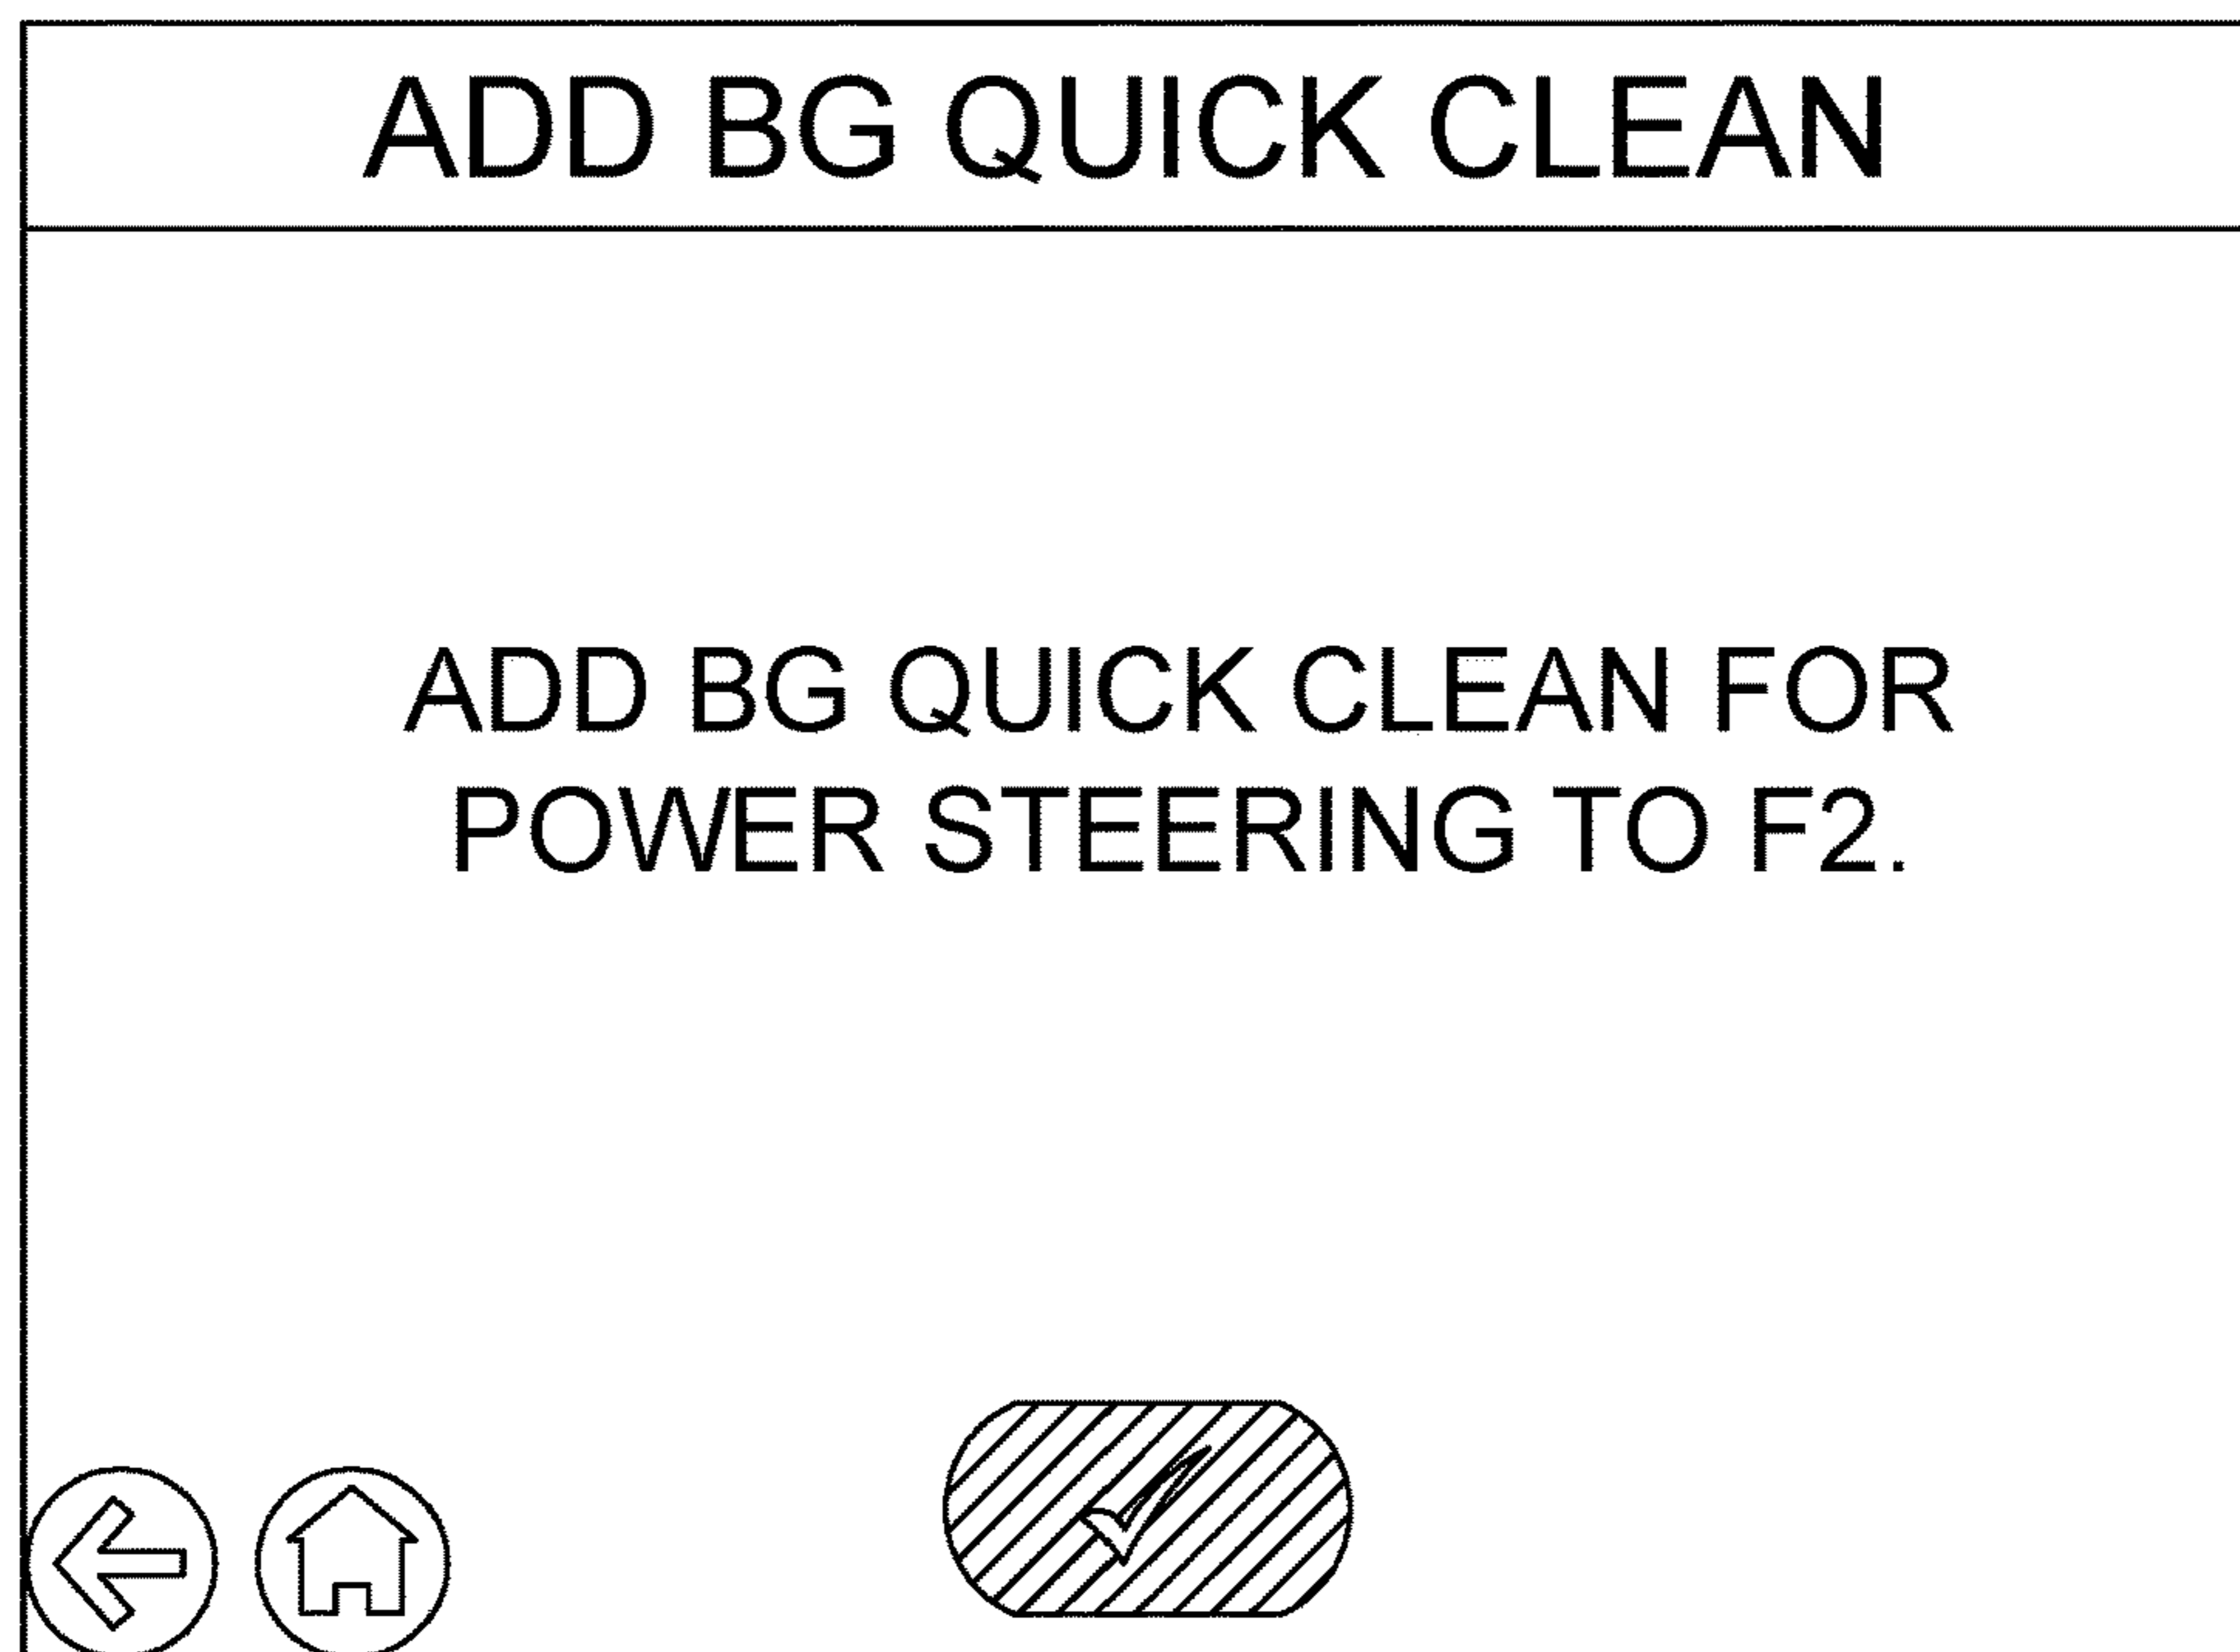 ADD BG QUICK CLEAN
ADD BG QUICK CLEAN FOR
POWER STEERING TO F2.